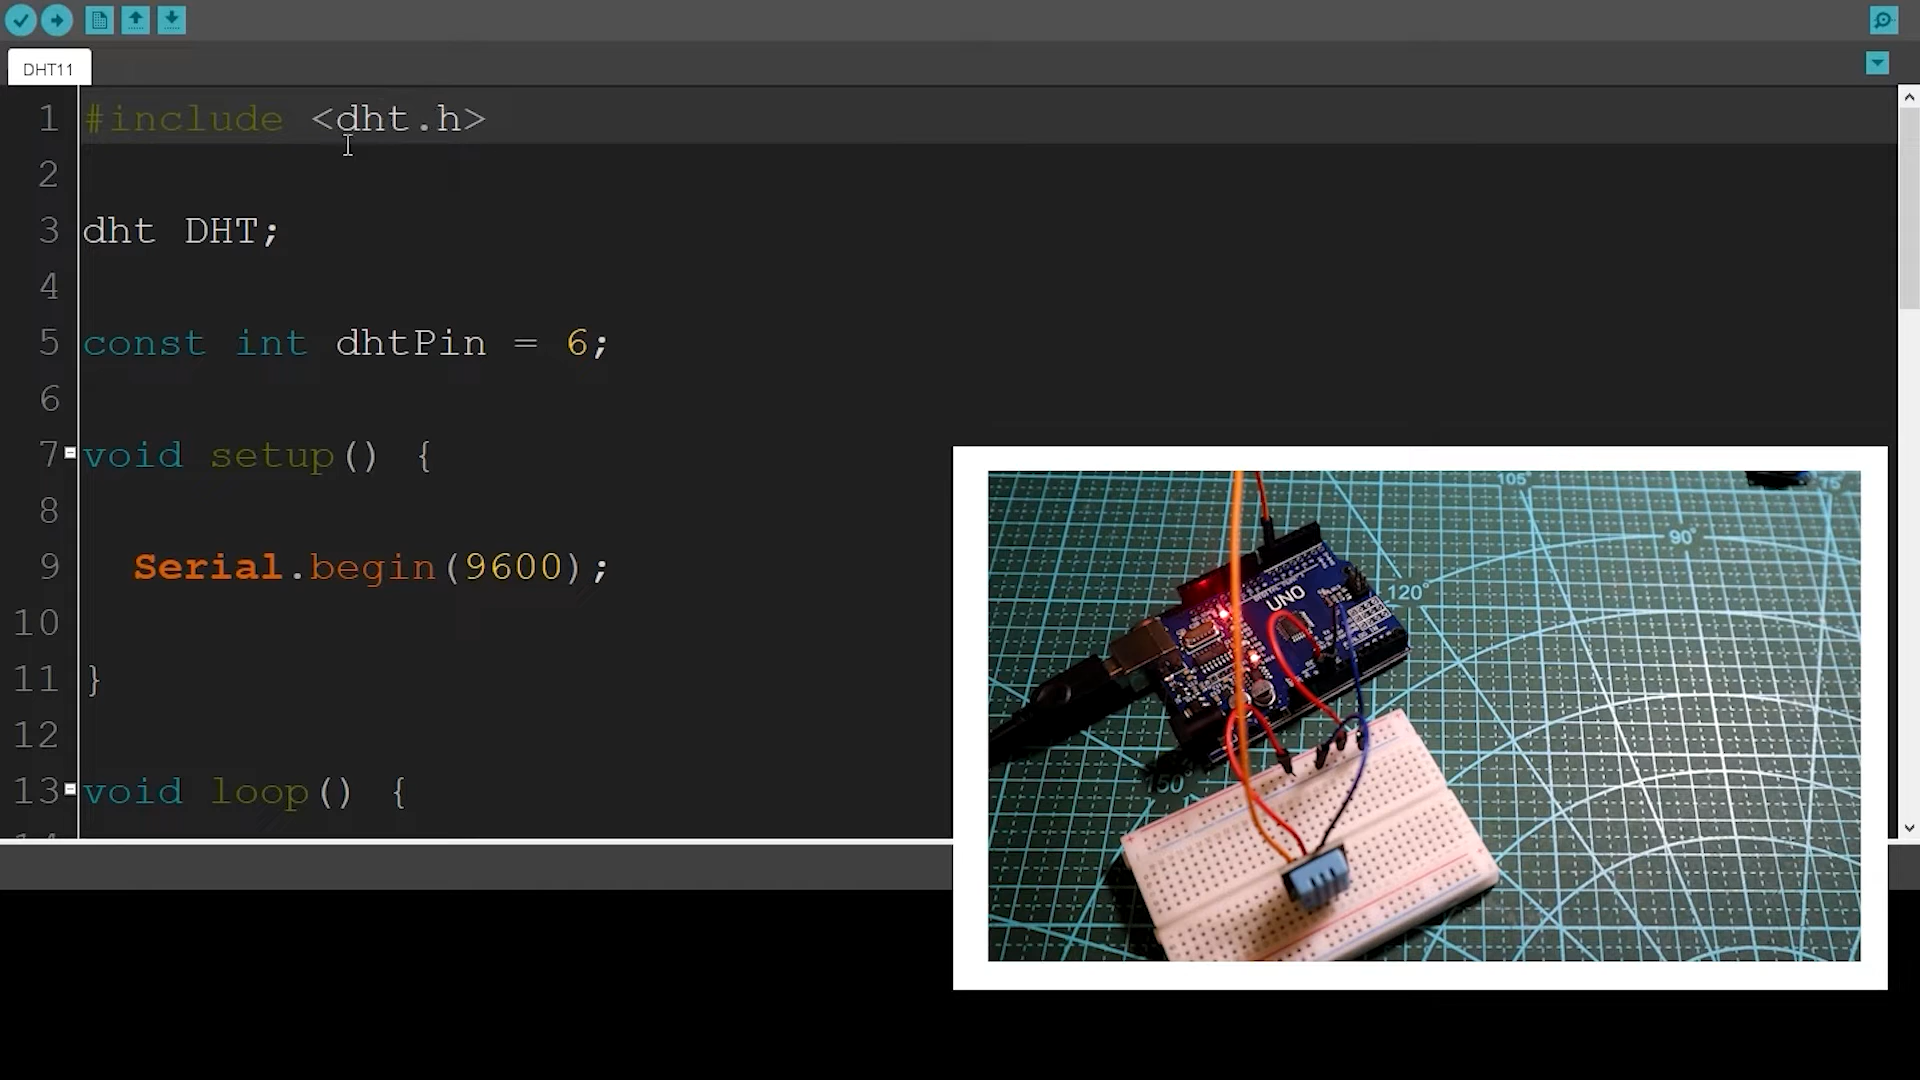 DHT11
1 #include <dht.h>
2
3 dht DHT;
4
5 const int dhtPin = 6;
6
7 void setup() {
8
9 Serial.begin(9600);
10
11 }
12
13 void loop() {
105°
75°
90°
120°
UNO
150°